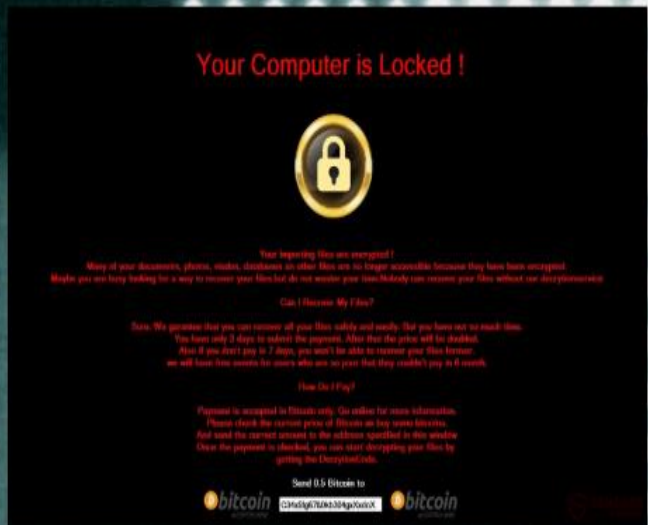 Your Computer is Locked !
Your importing files are encrypted !
Many of your documents, photos, videos, databases an other files are no longer accessible because they have been encrypted.
Maybe you are busy looking for a way to recover your files but do not waste your time. Nobody can recover your files without our decryption service
Can I Recover My Files?
Sure. We guarantee that you can recover all your files safely and easily. But you have not so much time.
You have only 3 days to submit the payment. After that the price will be doubled.
Also if you don't pay in 7 days, you won't be able to recover your files forever.
we will have free events for users who are so poor that they couldn't pay in 6 month.
How Do I Pay?
Payment is accepted in Bitcoin only. Go online for more information.
Please check the current price of Bitcoin an buy some bitcoins.
And send the correct amount to the address specified in this window
Once the payment is checked, you can start decrypting your files by
getting the DecrytionCode.
Send 0.5 Bitcoin to
bitcoin
bitcoin